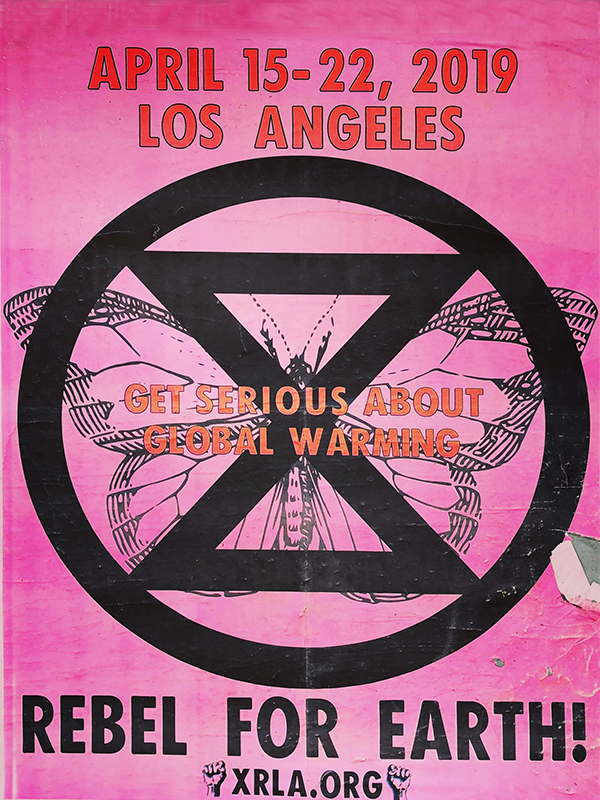 APRIL 15-22, 2019
LOS ANGELES
GET SERIOUS ABOUT
GLOBAL WARMING
REBEL FOR EARTH!
XRLA.ORG